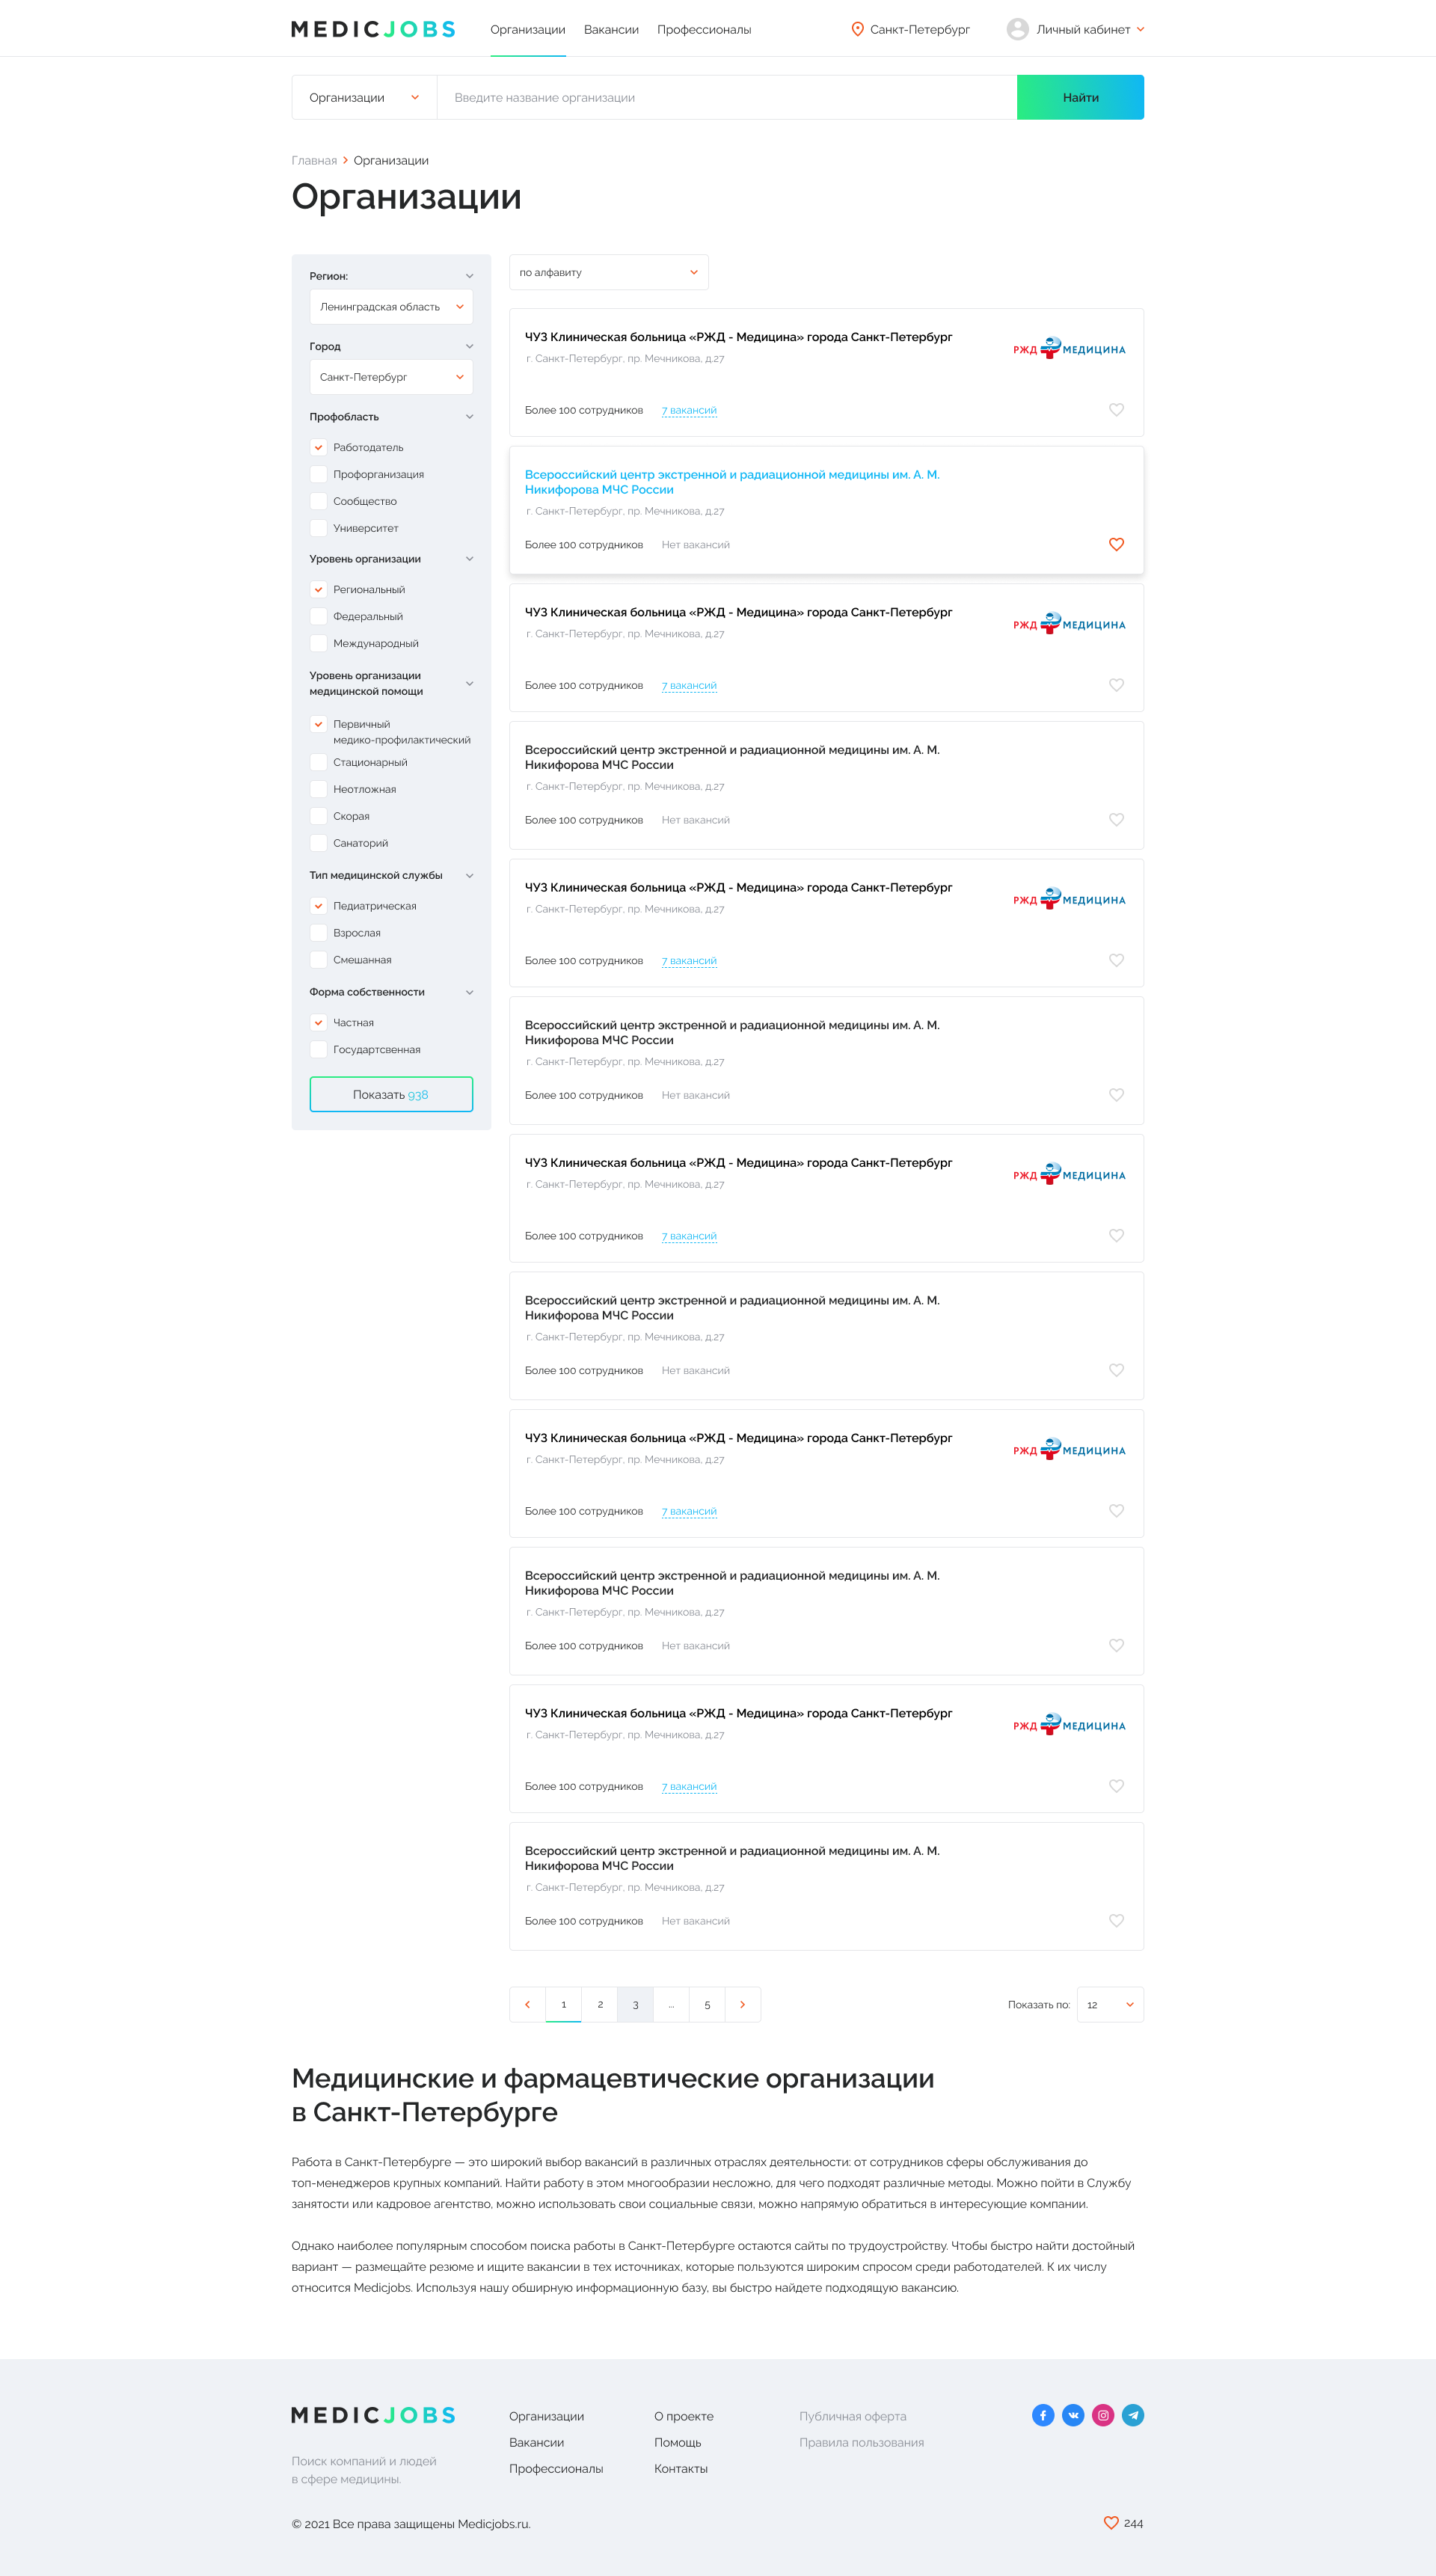 MEDICJOBS
Организации
Вакансии
Профессионалы
Санкт-Петербург
Личный кабинет
Организации
Введите название организации
Найти
Главная
Организации
Организации
Регион:
Ленинградская область
Город
Санкт-Петербург
Профобласть
Работодатель
Профорганизация
Сообщество
Университет
Уровень организации
Региональный
Федеральный
Международный
Уровень организации
медицинской помощи
Первичный
медико-профилактический
Стационарный
Неотложная
Скорая
Санаторий
Тип медицинской службы
Педиатрическая
Взрослая
Смешанная
Форма собственности
Частная
Государтсвенная
Показать 938
по алфавиту
ЧУЗ Клиническая больница «РЖД - Медицина» города Санкт-Петербург
РЖД МЕДИЦИНА
г. Санкт-Петербург, пр. Мечникова, д.27
Более 100 сотрудников
7 вакансий
Всероссийский центр экстренной и радиационной медицины им. А. М.
Никифорова МЧС России
г. Санкт-Петербург, пр. Мечникова, д.27
Более 100 сотрудников
Нет вакансий
ЧУЗ Клиническая больница «РЖД - Медицина» города Санкт-Петербург
РЖД МЕДИЦИНА
г. Санкт-Петербург, пр. Мечникова, д.27
Более 100 сотрудников
7 вакансий
Всероссийский центр экстренной и радиационной медицины им. А. М.
Никифорова МЧС России
г. Санкт-Петербург, пр. Мечникова, д.27
Более 100 сотрудников
Нет вакансий
ЧУЗ Клиническая больница «РЖД - Медицина» города Санкт-Петербург
РЖД МЕДИЦИНА
г. Санкт-Петербург, пр. Мечникова, д.27
Более 100 сотрудников
7 вакансий
Всероссийский центр экстренной и радиационной медицины им. А. М.
Никифорова МЧС России
г. Санкт-Петербург, пр. Мечникова, д.27
Более 100 сотрудников
Нет вакансий
ЧУЗ Клиническая больница «РЖД - Медицина» города Санкт-Петербург
РЖД МЕДИЦИНА
г. Санкт-Петербург, пр. Мечникова, д.27
Более 100 сотрудников
7 вакансий
Всероссийский центр экстренной и радиационной медицины им. А. М.
Никифорова МЧС России
г. Санкт-Петербург, пр. Мечникова, д.27
Более 100 сотрудников
Нет вакансий
ЧУЗ Клиническая больница «РЖД - Медицина» города Санкт-Петербург
РЖД МЕДИЦИНА
г. Санкт-Петербург, пр. Мечникова, д.27
Более 100 сотрудников
7 вакансий
Всероссийский центр экстренной и радиационной медицины им. А. М.
Никифорова МЧС России
г. Санкт-Петербург, пр. Мечникова, д.27
Более 100 сотрудников
Нет вакансий
ЧУЗ Клиническая больница «РЖД - Медицина» города Санкт-Петербург
РЖД МЕДИЦИНА
г. Санкт-Петербург, пр. Мечникова, д.27
Более 100 сотрудников
7 вакансий
Всероссийский центр экстренной и радиационной медицины им. А. М.
Никифорова МЧС России
г. Санкт-Петербург, пр. Мечникова, д.27
Более 100 сотрудников
Нет вакансий
1
2
3
...
5
Показать по:
12
Медицинские и фармацевтические организации
в Санкт-Петербурге
Работа в Санкт-Петербурге — это широкий выбор вакансий в различных отраслях деятельности: от сотрудников сферы обслуживания до
топ-менеджеров крупных компаний. Найти работу в этом многообразии несложно, для чего подходят различные методы. Можно пойти в Службу
занятости или кадровое агентство, можно использовать свои социальные связи, можно напрямую обратиться в интересующие компании.
Однако наиболее популярным способом поиска работы в Санкт-Петербурге остаются сайты по трудоустройству. Чтобы быстро найти достойный
вариант — размещайте резюме и ищите вакансии в тех источниках, которые пользуются широким спросом среди работодателей. К их числу
относится Medicjobs. Используя нашу обширную информационную базу, вы быстро найдете подходящую вакансию.
MEDICJOBS
Поиск компаний и людей
в сфере медицины.
Организации
Вакансии
Профессионалы
О проекте
Помощь
Контакты
Публичная оферта
Правила пользования
© 2021 Все права защищены Medicjobs.ru.
244